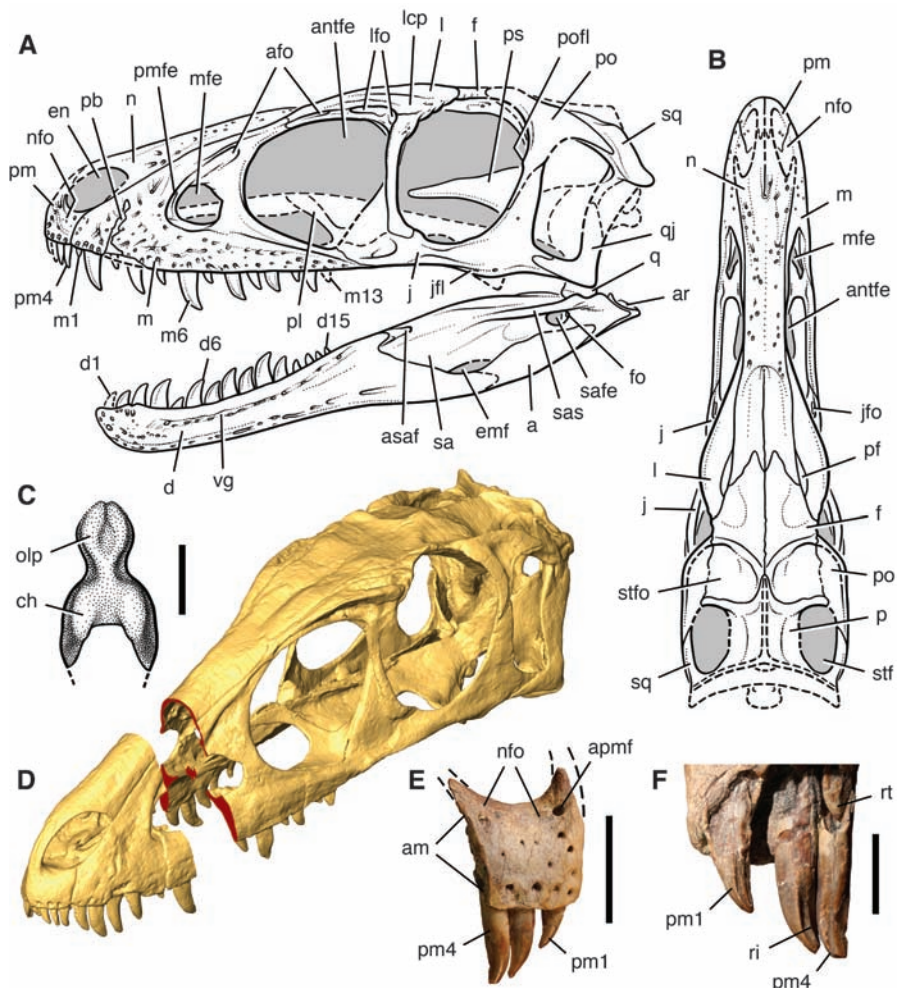 A
antfe
lfo
lcp
l
f
ps
pofl
po
afo
pmfe
mfe
n
pb
en
nfo
pm
sq
B
pm
nfo
n
m
mfe
antfe
jfo
j
pf
l
j
f
stfo
po
p
sq
stf
qj
q
ar
pm4
m1
m
m6
pl
j
jfl
m13
d15
d6
d1
fo
safe
sas
a
emf
sa
asaf
vg
d
C
olp
ch
D
E
nfo
apmf
am
pm4
pm1
F
rt
pm1
ri
pm4